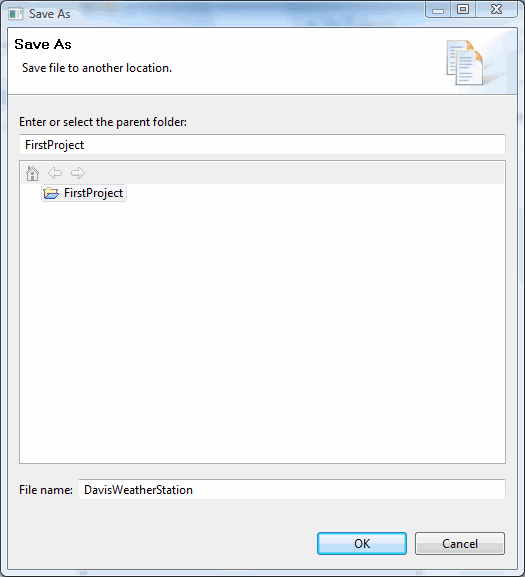 Save As
Save As
Save file to another location.
Enter or select the parent folder:
FirstProject
FirstProject
File name: DavisWeatherStation
OK Cancel